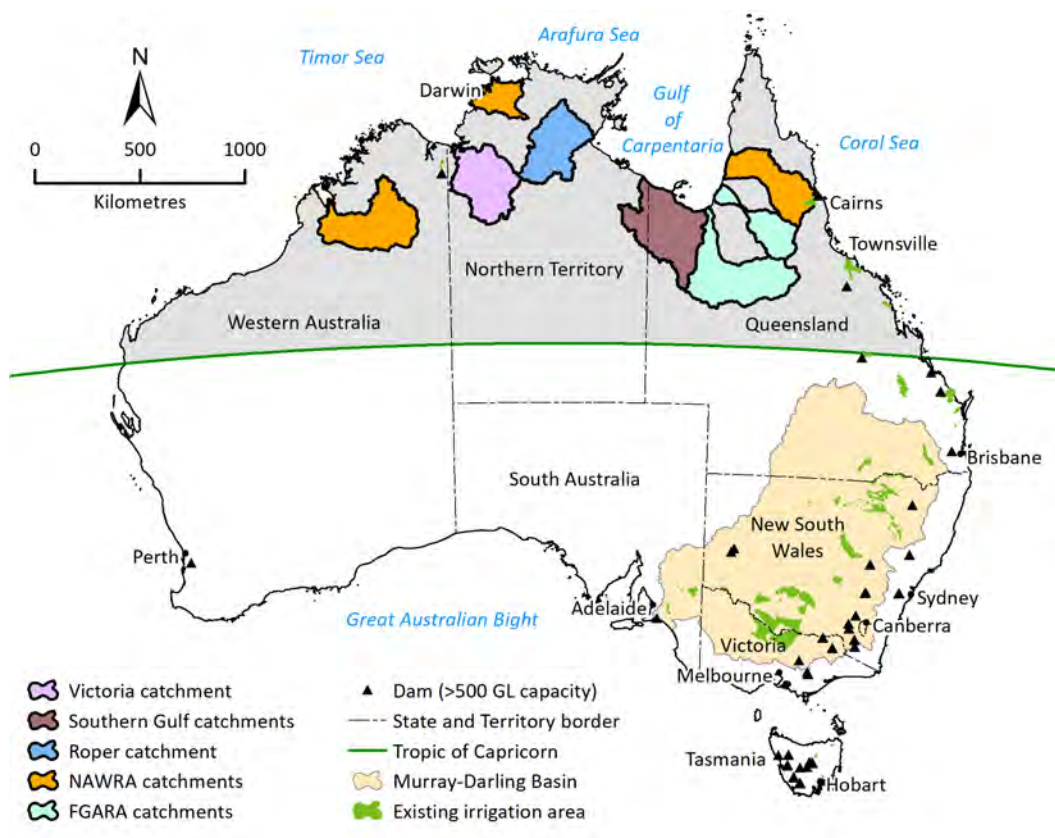 Arafura Sea
Timor Sea
N
Darwin
Gulf
of
Carpentaria
Coral Sea
0 500 1000
Kilometres
Cairns
Townsville
Northern Territory
Western Australia
Queensland
Brisbane
South Australia
New South
Wales
Perth
Adelaide
Sydney
Great Australian Bight
Canberra
Victoria
Melbourne
Victoria catchment
Southern Gulf catchments
Roper catchment
NAWRA catchments
FGARA catchments
Dam (>500 GL capacity)
State and Territory border
Tropic of Capricorn
Murray-Darling Basin
Existing irrigation area
Tasmania
Hobart